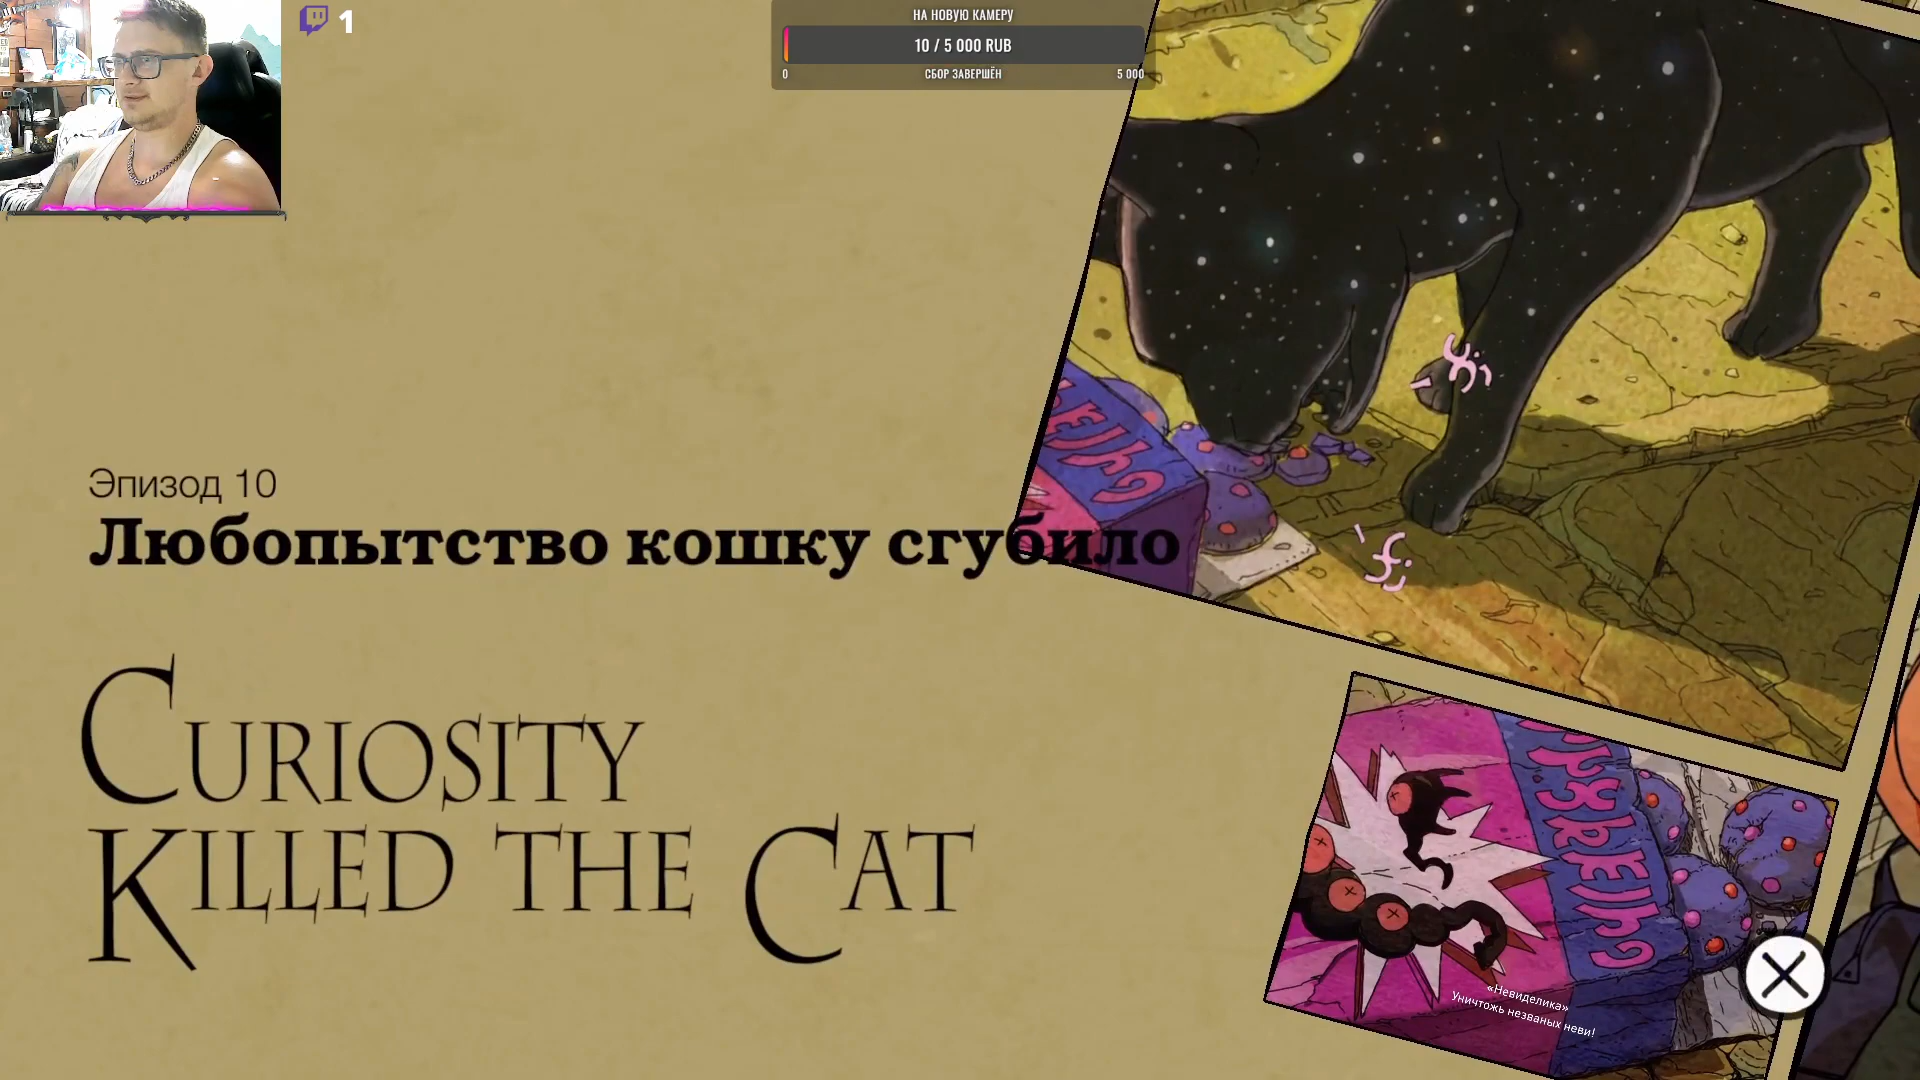 1
НА НОВУЮ КАМЕРУ
10 / 5 000 RUB
0 СБОР ЗАВЕРШЁН 5 000
Эпизод 10
Любопытство кошку сгубило
CURIOSITY
KILLED THE CAT
«Невиделика»
Уничтожь незваных неви!